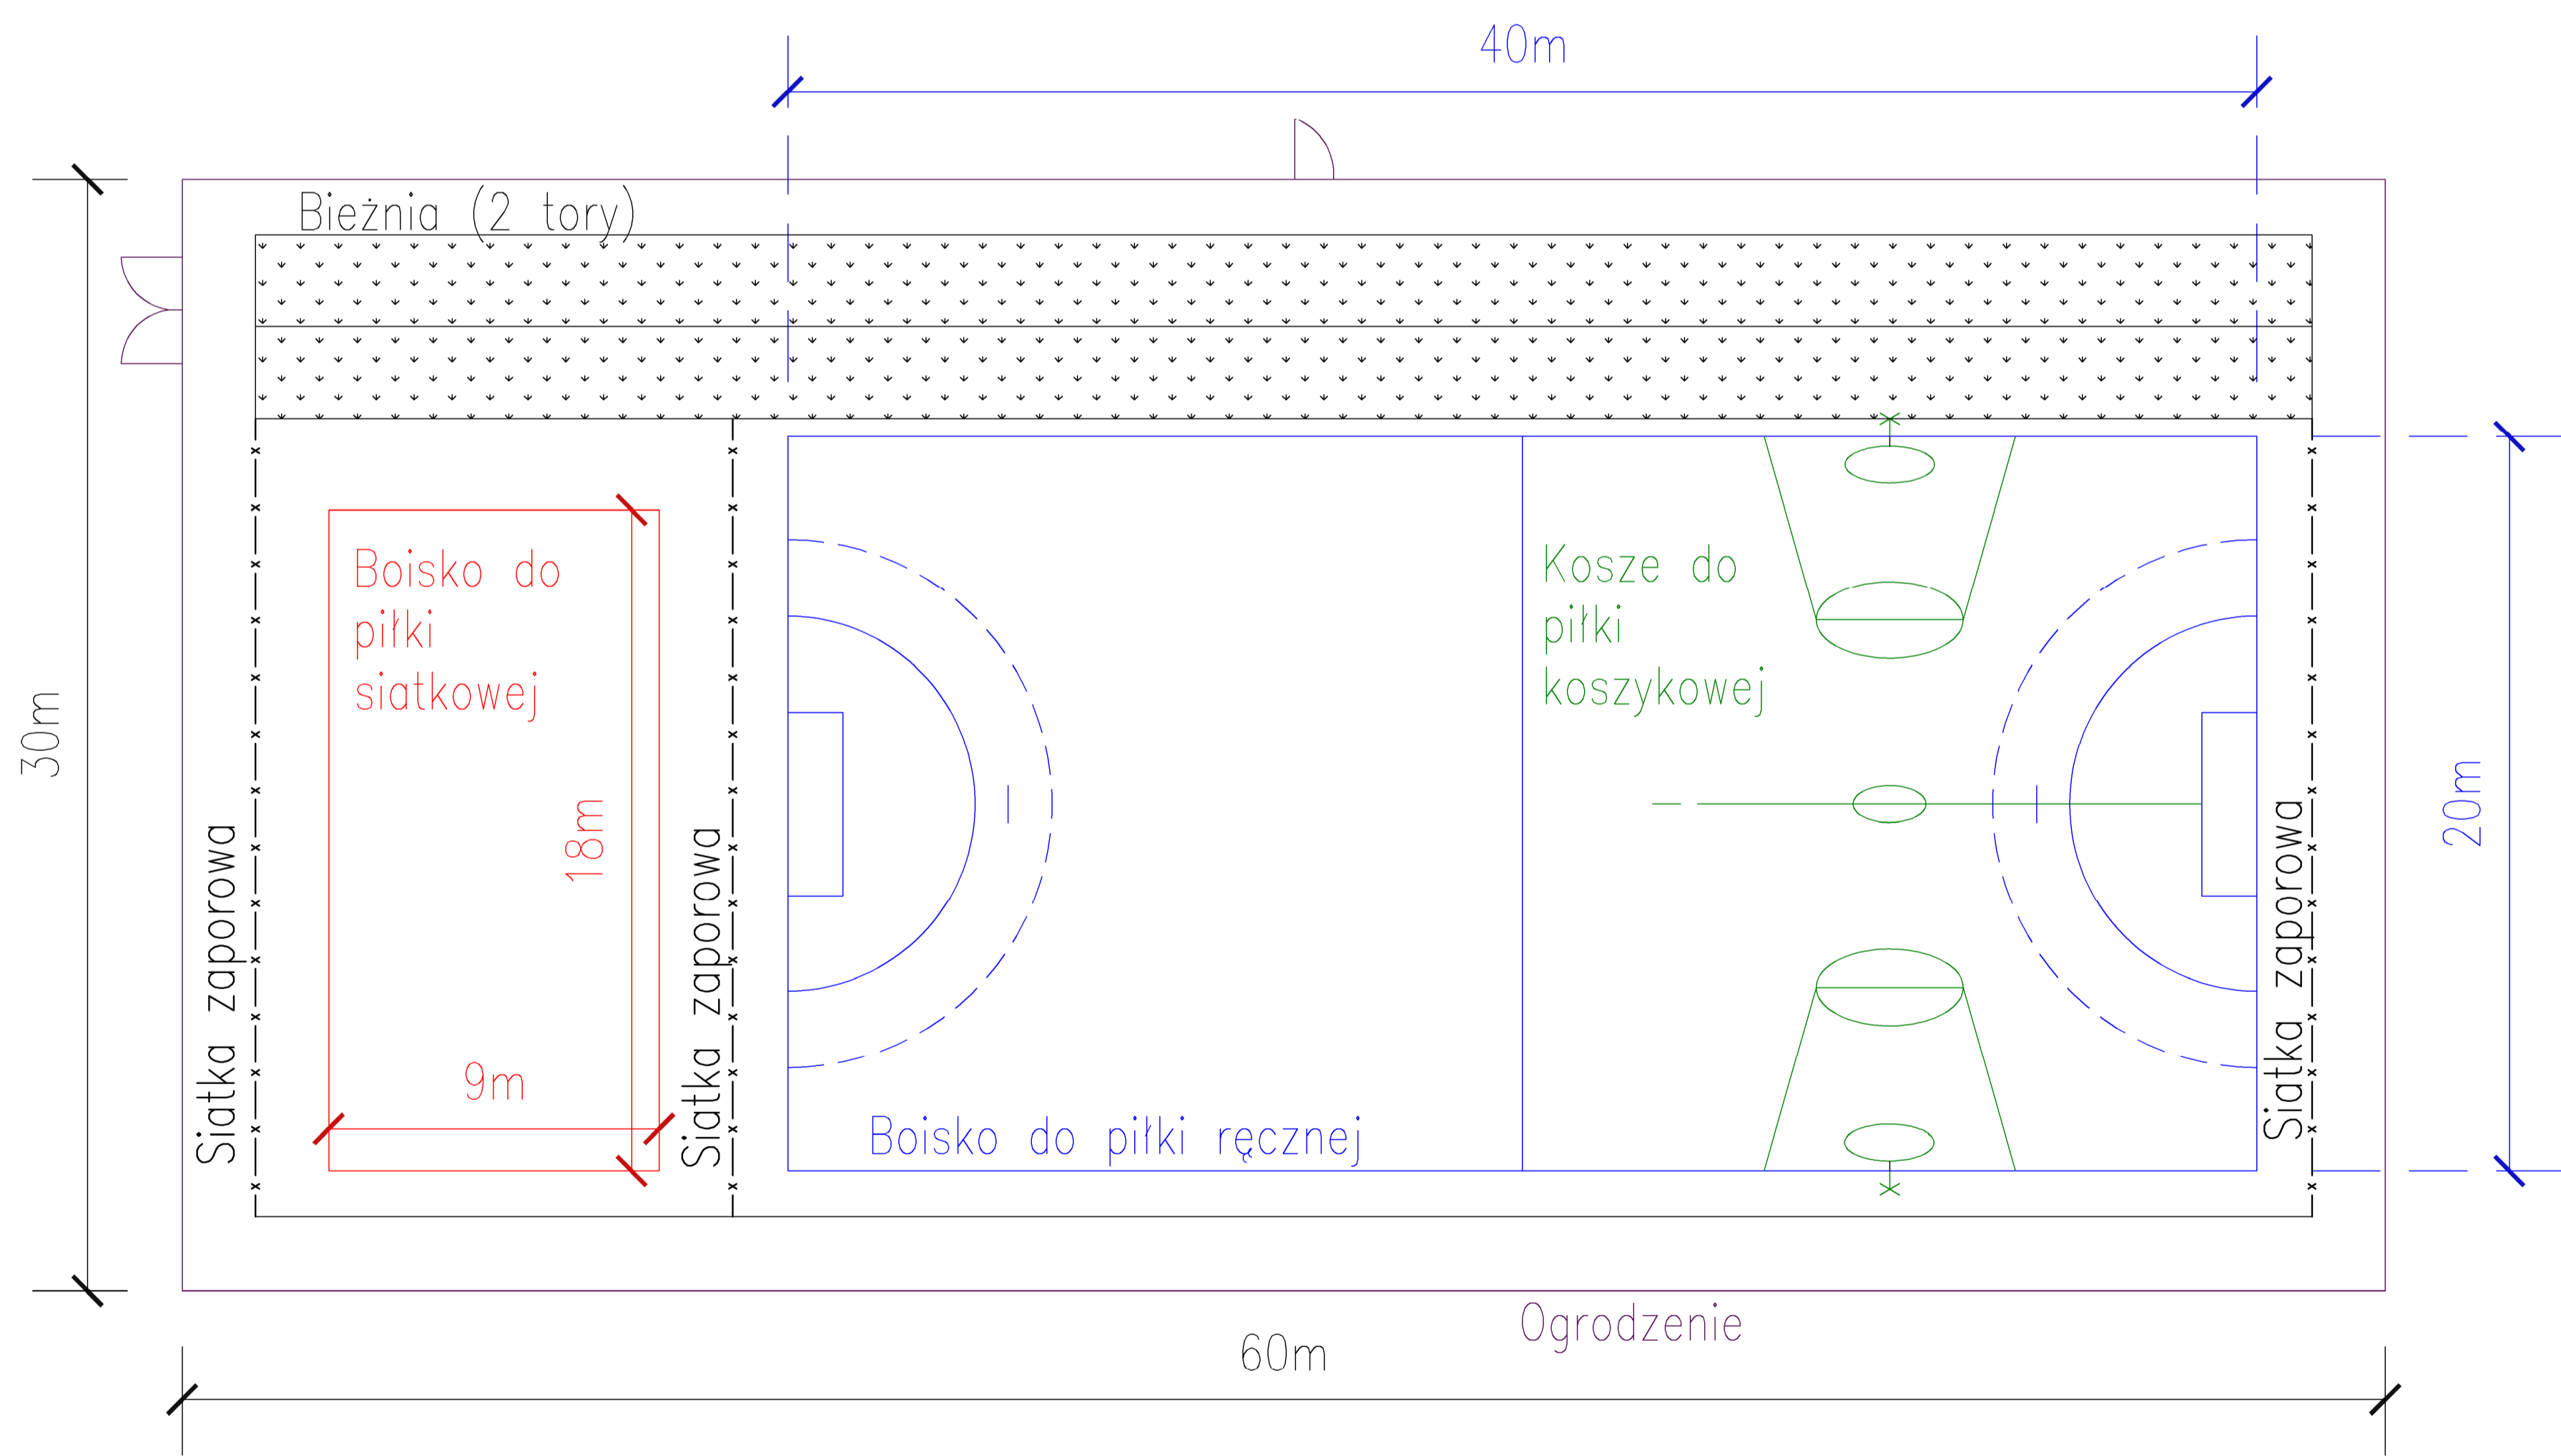 40m
Bieżnia (2 tory)
Boisko do
piłki
siatkowej
Kosze do
piłki
koszykowej
30m
18m
20m
Siatka zaporowa
Siatka zaporowa
Siatka zaporowa
9m
Boisko do piłki ręcznej
Ogrodzenie
60m